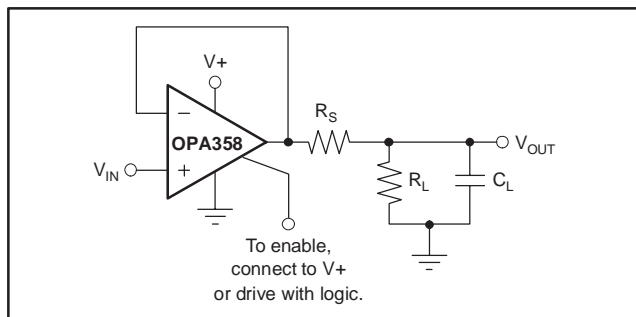 V+
R_S
−
OPA358
V_OUT
V_IN
+
R_L
C_L
To enable,
connect to V+
or drive with logic.